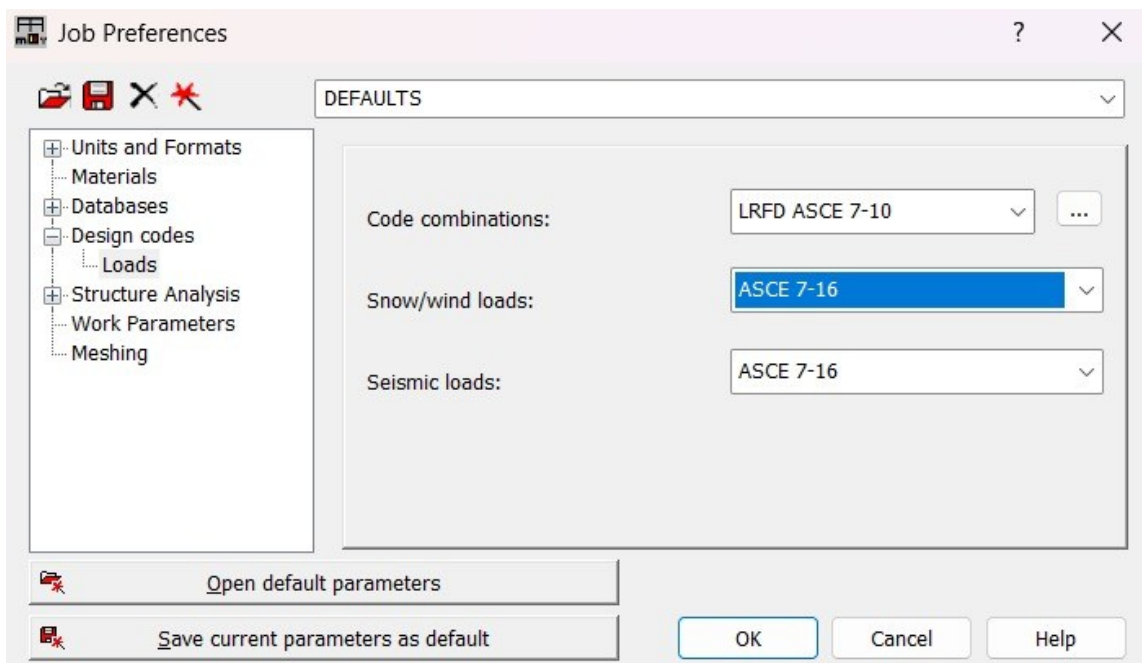 Job Preferences
?
DEFAULTS
Units and Formats
Materials
Databases
Design codes
Loads
Structure Analysis
Work Parameters
Meshing
Code combinations:
LRFD ASCE 7-10
...
Snow/wind loads:
ASCE 7-16
Seismic loads:
ASCE 7-16
Open default parameters
Save current parameters as default
OK
Cancel
Help